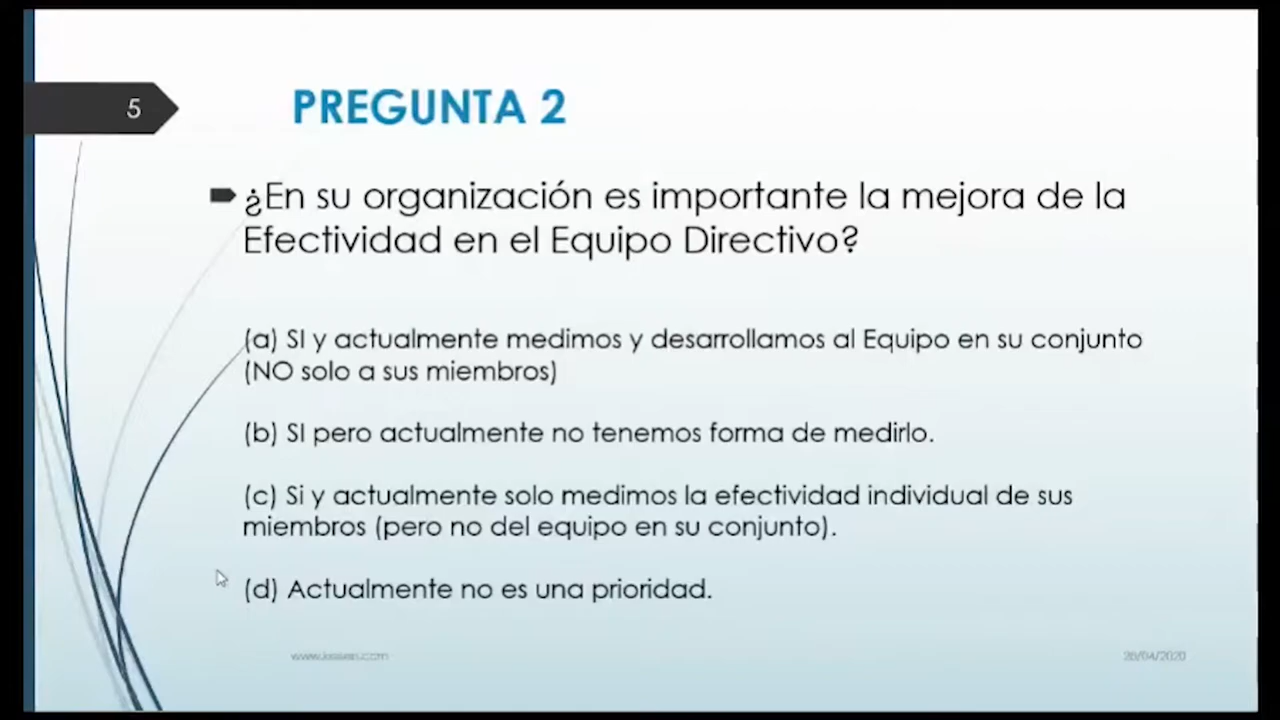 5
PREGUNTA 2
¿En su organización es importante la mejora de la
Efectividad en el Equipo Directivo?
(a) SI y actualmente medimos y desarrollamos al Equipo en su conjunto
(NO solo a sus miembros)
(b) SI pero actualmente no tenemos forma de medirlo.
(c) Si y actualmente solo medimos la efectividad individual de sus
miembros (pero no del equipo en su conjunto).
(d) Actualmente no es una prioridad.